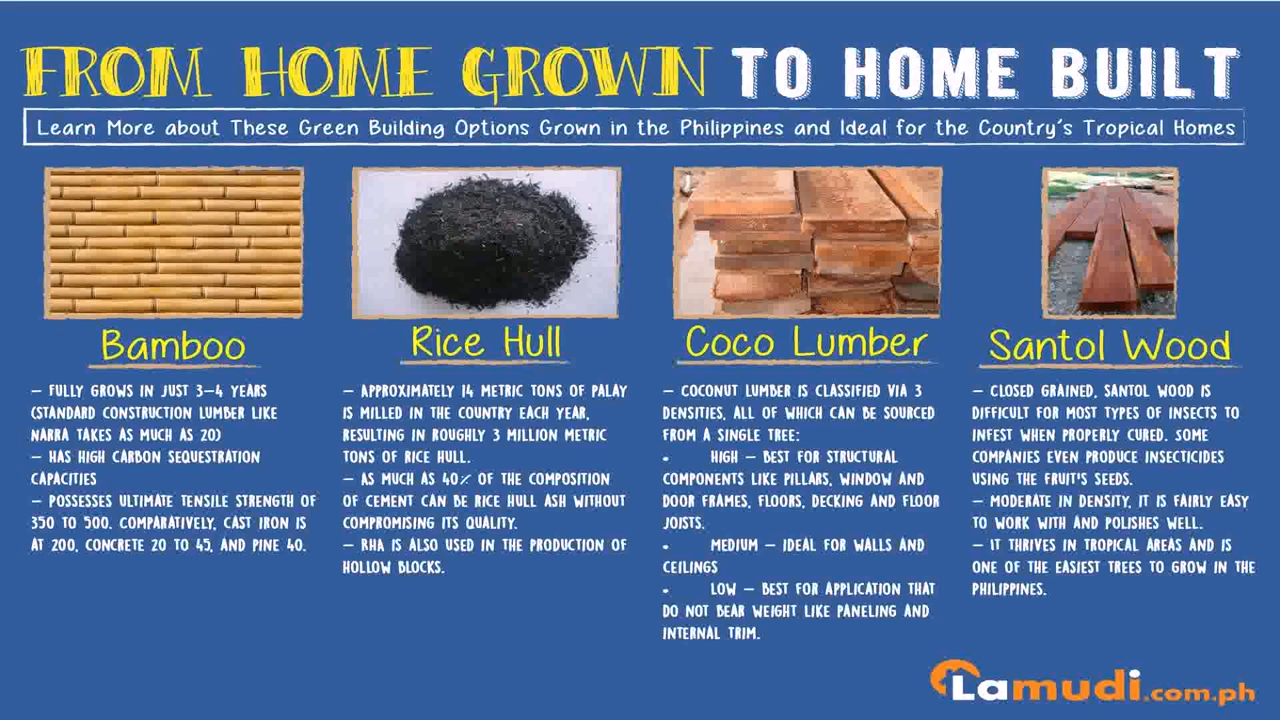 FROM HOME GROWN TO HOME BUILT
Learn More about These Green Building Options Grown in the Philippines and Ideal for the Country's Tropical Homes
Bamboo
– FULLY GROWS IN JUST 3–4 YEARS
(STANDARD CONSTRUCTION LUMBER LIKE
NARRA TAKES AS MUCH AS 20)
– HAS HIGH CARBON SEQUESTRATION
CAPACITIES
– POSSESSES ULTIMATE TENSILE STRENGTH OF
350 TO 500. COMPARATIVELY, CAST IRON IS
AT 200, CONCRETE 20 TO 45, AND PINE 40.
Rice Hull
– APPROXIMATELY 14 METRIC TONS OF PALAY
IS MILLED IN THE COUNTRY EACH YEAR,
RESULTING IN ROUGHLY 3 MILLION METRIC
TONS OF RICE HULL.
– AS MUCH AS 40% OF THE COMPOSITION
OF CEMENT CAN BE RICE HULL ASH WITHOUT
COMPROMISING ITS QUALITY.
– RHA IS ALSO USED IN THE PRODUCTION OF
HOLLOW BLOCKS.
Coco Lumber
– COCONUT LUMBER IS CLASSIFIED VIA 3
DENSITIES, ALL OF WHICH CAN BE SOURCED
FROM A SINGLE TREE:
• HIGH – BEST FOR STRUCTURAL
COMPONENTS LIKE PILLARS, WINDOW AND
DOOR FRAMES, FLOORS, DECKING AND FLOOR
JOISTS.
• MEDIUM – IDEAL FOR WALLS AND
CEILINGS
• LOW – BEST FOR APPLICATION THAT
DO NOT BEAR WEIGHT LIKE PANELING AND
INTERNAL TRIM.
Santol Wood
– CLOSED GRAINED, SANTOL WOOD IS
DIFFICULT FOR MOST TYPES OF INSECTS TO
INFEST WHEN PROPERLY CURED. SOME
COMPANIES EVEN PRODUCE INSECTICIDES
USING THE FRUIT'S SEEDS.
– MODERATE IN DENSITY, IT IS FAIRLY EASY
TO WORK WITH AND POLISHES WELL.
– IT THRIVES IN TROPICAL AREAS AND IS
ONE OF THE EASIEST TREES TO GROW IN THE
PHILIPPINES.
Lamudi.com.ph